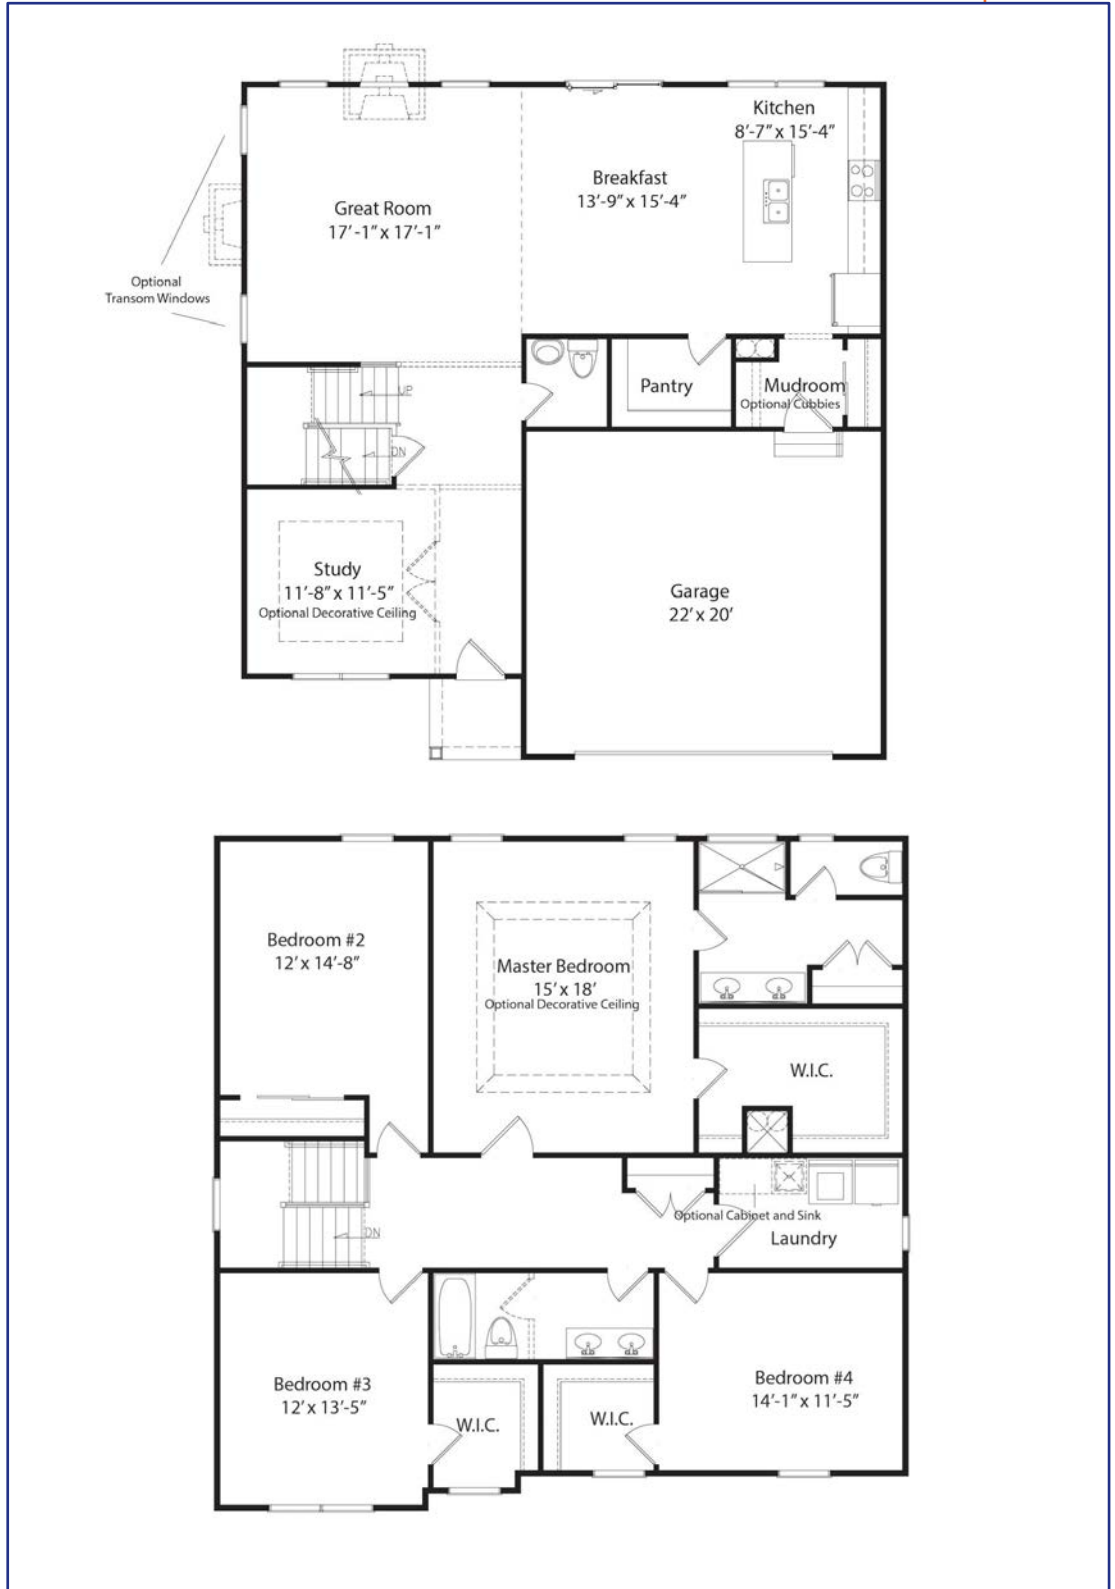 Kitchen
8'-7" x 15'-4"
Breakfast
13'-9" x 15'-4"
Great Room
17'-1" x 17'-1"
Optional
Transom Windows
UP
Pantry
Mudroom
Optional Cubbies
DN
Study
11'-8" x 11'-5"
Optional Decorative Ceiling
Garage
22' x 20'
Bedroom #2
12' x 14'-8"
Master Bedroom
15' x 18'
Optional Decorative Ceiling
W.I.C.
Optional Cabinet and Sink
Laundry
DN
Bedroom #3
12' x 13'-5"
W.I.C.
W.I.C.
Bedroom #4
14'-1" x 11'-5"